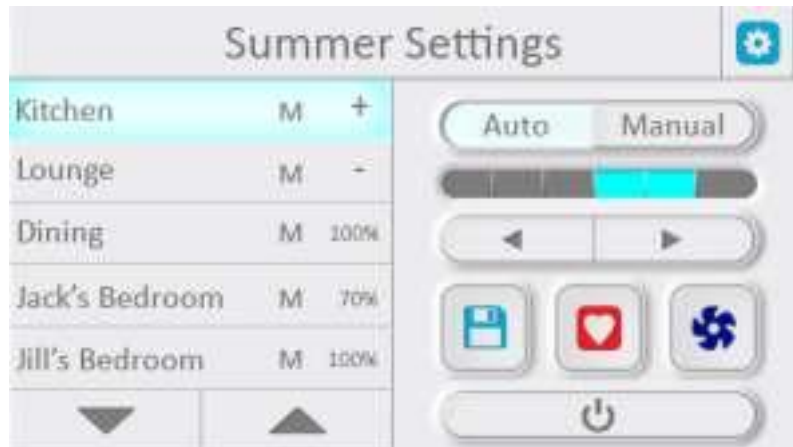 Summer Settings
Kitchen M +
Lounge M -
Dining M 100%
Jack's Bedroom M 70%
Jill's Bedroom M 100%
Auto Manual